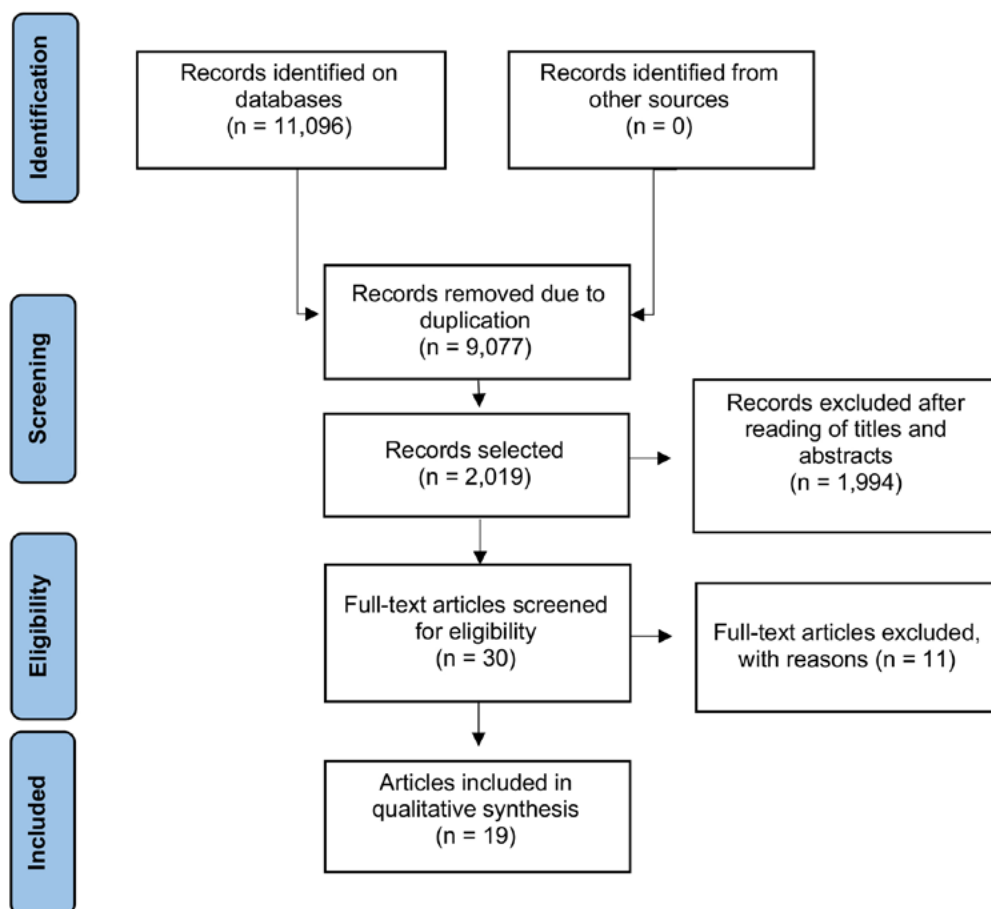 Identification
Records identified on
databases
(n = 11,096)
Records identified from
other sources
(n = 0)
Screening
Records removed due to
duplication
(n = 9,077)
Records selected
(n = 2,019)
Records excluded after
reading of titles and
abstracts
(n = 1,994)
Eligibility
Full-text articles screened
for eligibility
(n = 30)
Full-text articles excluded,
with reasons (n = 11)
Included
Articles included in
qualitative synthesis
(n = 19)